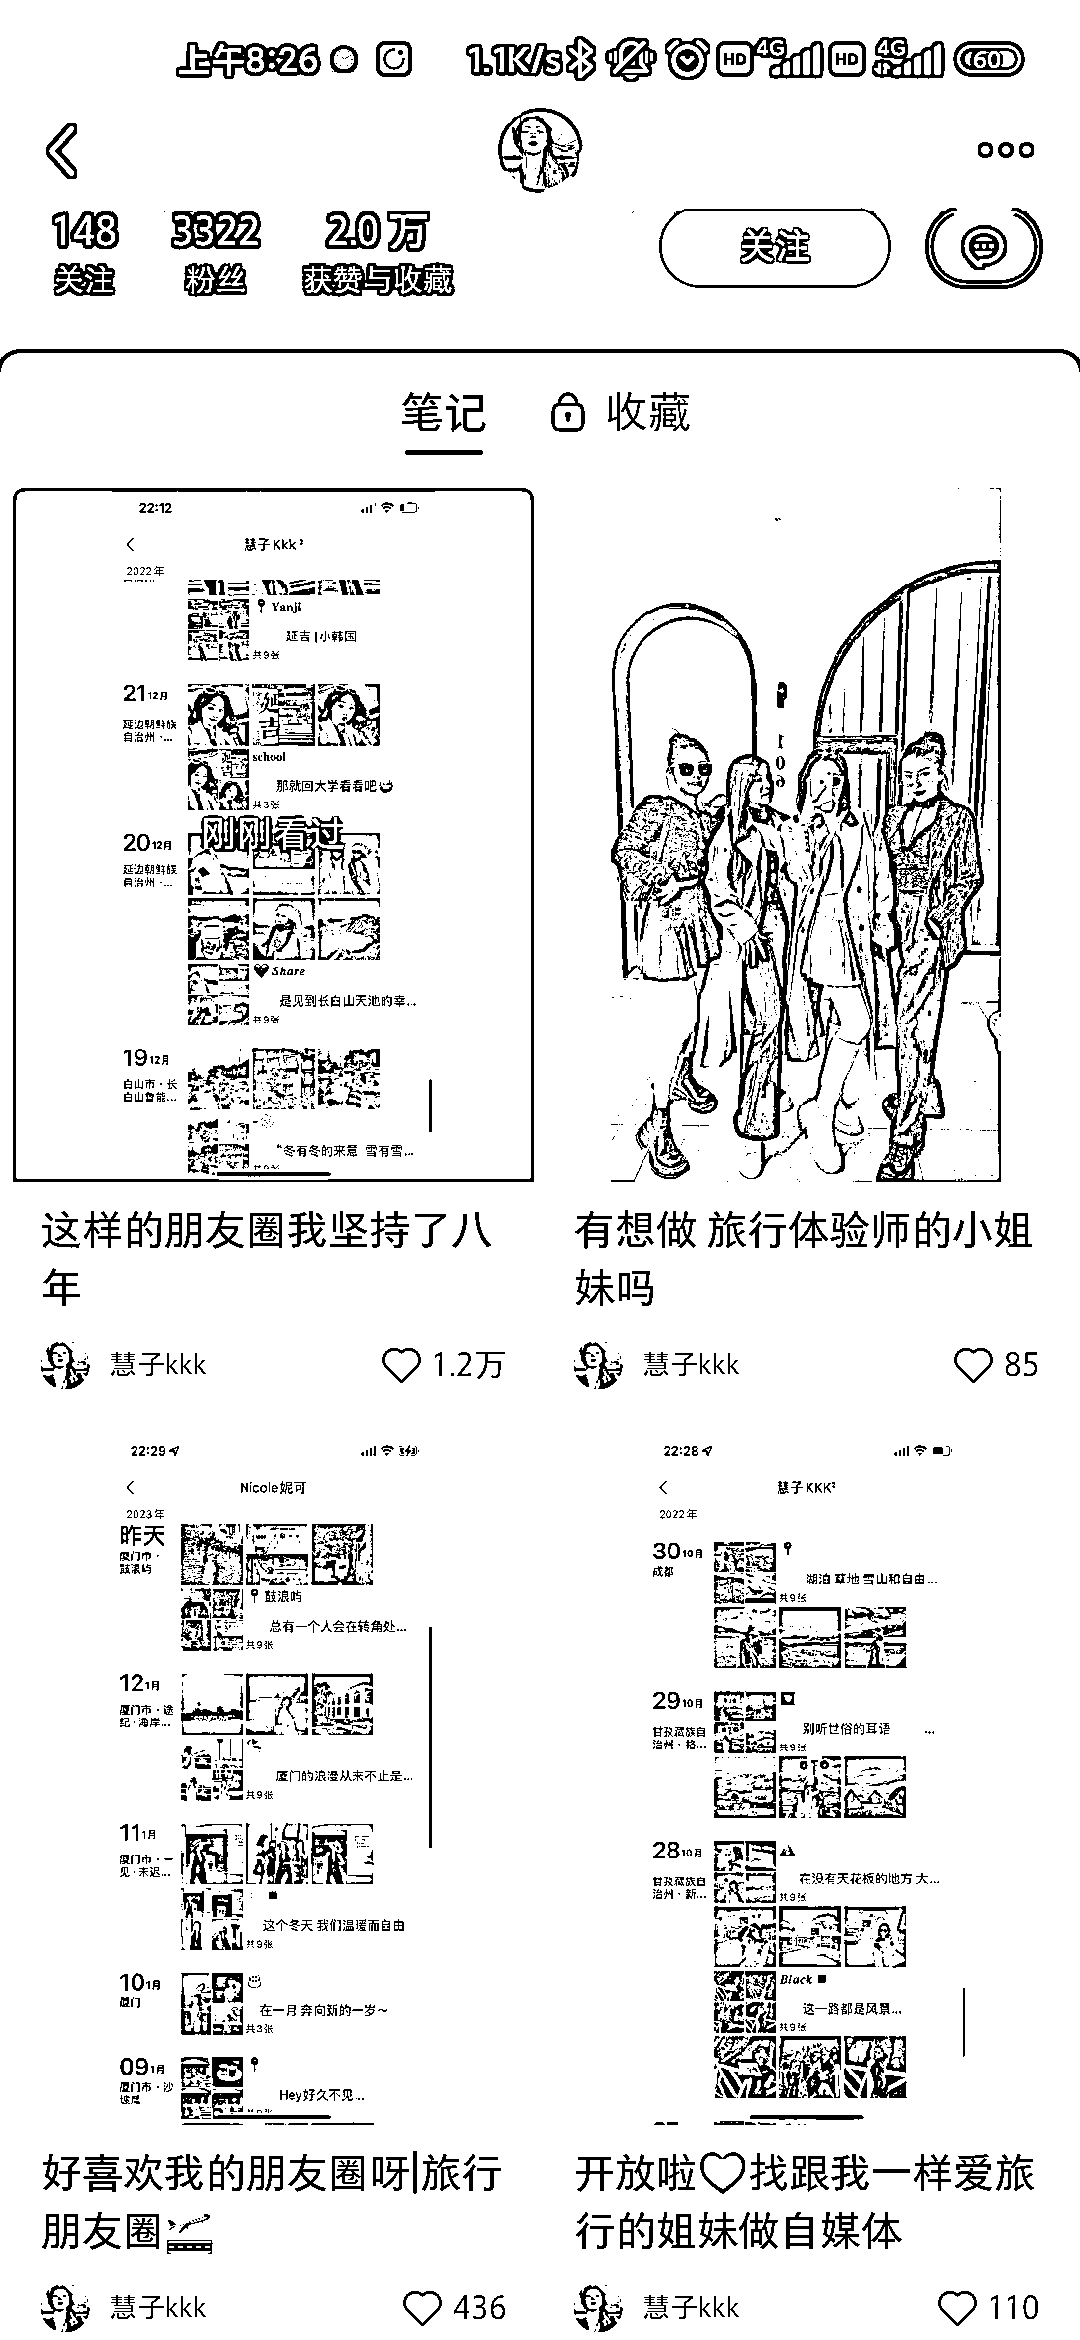 上午8:26 1.1K/s HD 4G HD 4G 60
148 3322 2.0万
关注 粉丝 获赞与收藏
关注
笔记 收藏
22:12
慧子Kkk²
2022年
Yanji
延吉|小韩国
共9张
21 12月
延边朝鲜族
自治州·...
school
那就回大学看看吧
共3张
刚刚看过
20 12月
延边朝鲜族
自治州·...
Share
是见到长白山天池的幸...
共9张
19 12月
白山市·长
白山鲁能...
“冬有冬的来意 雪有雪...
这样的朋友圈我坚持了八
年
慧子kkk 1.2万
有想做 旅行体验师的小姐
妹吗
慧子kkk 85
22:29
Nicole妮可
2023年
昨天
厦门市·
鼓浪屿
鼓浪屿
总有一个人会在转角处...
共9张
12 1月
厦门市·途
纪·海岸...
厦门的浪漫从来不止是...
共9张
11 1月
厦门市·一
见·未迟...
这个冬天 我们温暖而自由
共9张
10 1月
厦门
在一月 奔向新的一岁～
共3张
09 1月
厦门市·沙
坡尾
Hey好久不见...
好喜欢我的朋友圈呀|旅行
朋友圈
慧子kkk 436
22:28
慧子KKK²
2022年
30 10月
成都
湖泊 草地 雪山和自由...
共9张
29 10月
甘孜藏族自
治州·格...
别听世俗的耳语 ...
共9张
28 10月
甘孜藏族自
治州·新...
在没有天花板的地方 大...
共9张
Black
这一路都是风景...
共9张
开放啦♡找跟我一样爱旅
行的姐妹做自媒体
慧子kkk 110